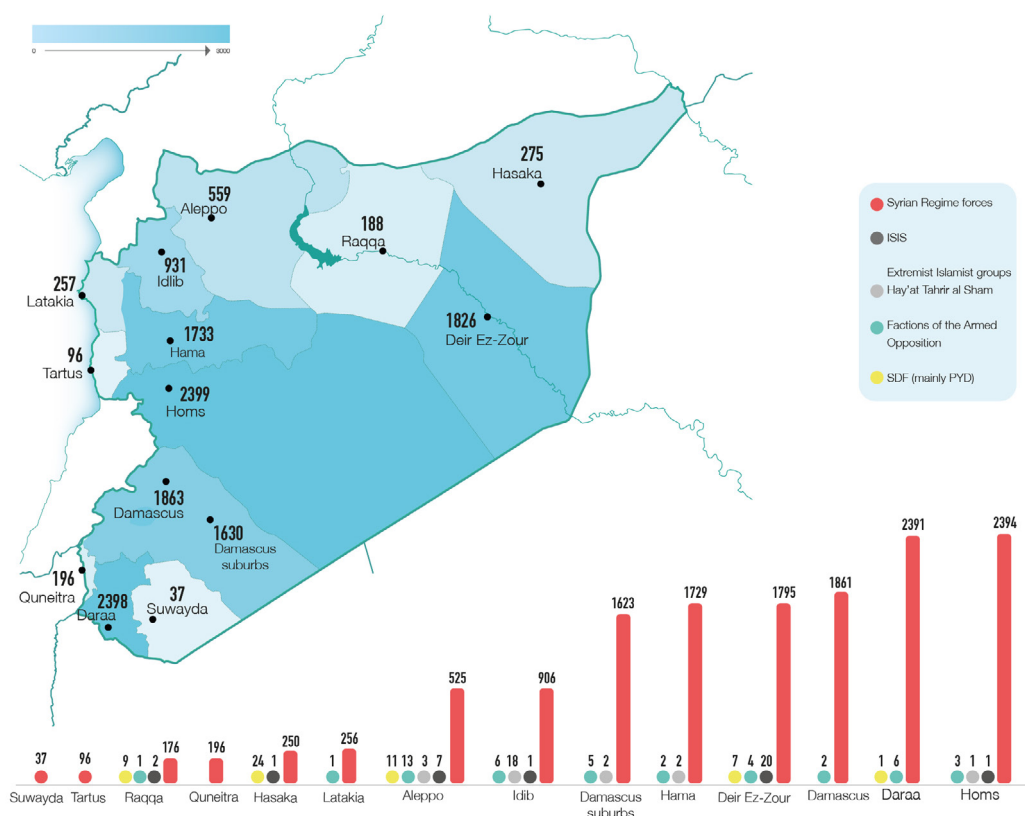 0 3000
275
Hasaka
559
Aleppo
188
Raqqa
931
Idlib
257
Latakia
1826
Deir Ez-Zour
1733
Hama
96
Tartus
2399
Homs
1863
Damascus
1630
Damascus
suburbs
196
Quneitra
2398
Daraa
37
Suwayda
Syrian Regime forces
ISIS
Extremist Islamist groups
Hay'at Tahrir al Sham
Factions of the Armed
Opposition
SDF (mainly PYD)
37
Suwayda
96
Tartus
9 1 2 176
Raqqa
196
Quneitra
24 1 250
Hasaka
1 256
Latakia
11 13 3 7 525
Aleppo
6 18 1 906
Idib
5 2 1623
Damascus
suburbs
2 2 1729
Hama
7 4 20 1795
Deir Ez-Zour
2 1861
Damascus
1 6 2391
Daraa
3 1 1 2394
Homs